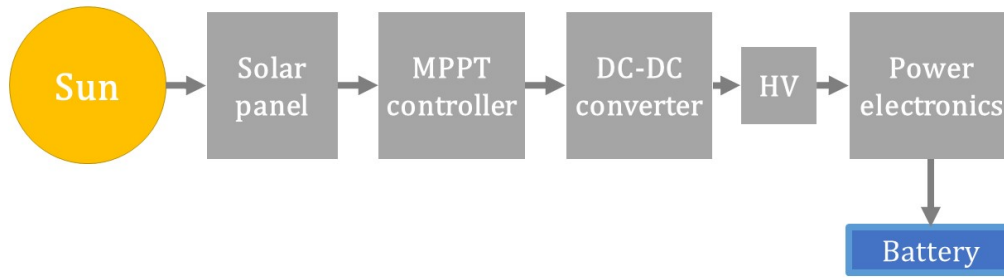 Sun
Solar
panel
MPPT
controller
DC-DC
converter
HV
Power
electronics
Battery